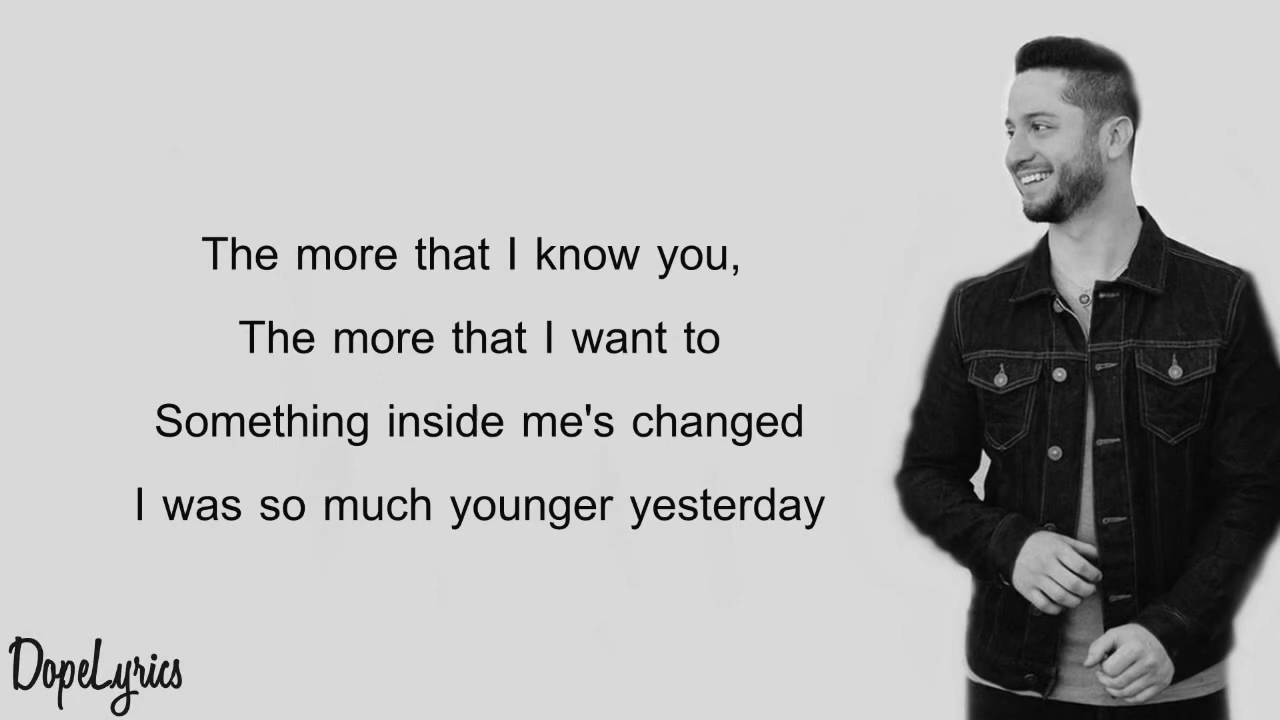 The more that I know you,
The more that I want to
Something inside me's changed
I was so much younger yesterday
DopeLyrics